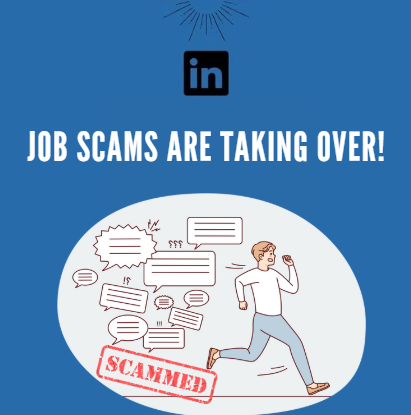 in
JOB SCAMS ARE TAKING OVER!
???
!?
!!!
SCAMMED